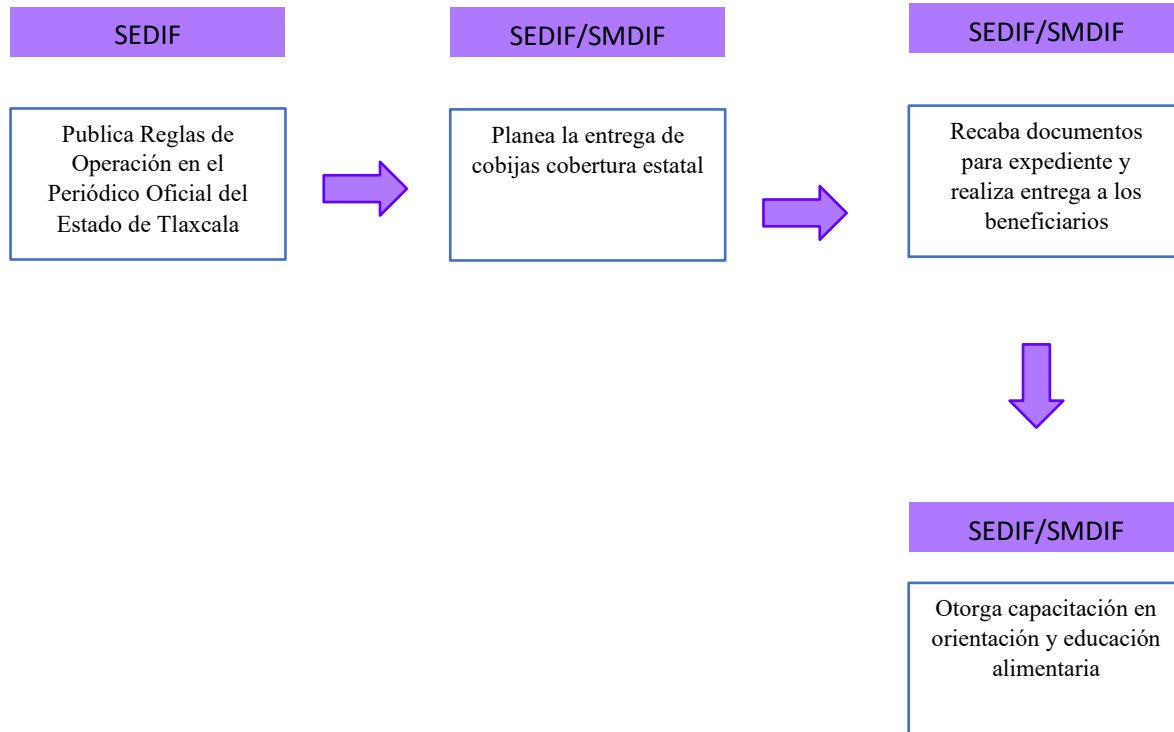 SEDIF
Publica Reglas de
Operación en el
Periódico Oficial del
Estado de Tlaxcala
SEDIF/SMDIF
Planea la entrega de
cobijas cobertura estatal
SEDIF/SMDIF
Recaba documentos
para expediente y
realiza entrega a los
beneficiarios
SEDIF/SMDIF
Otorga capacitación en
orientación y educación
alimentaria